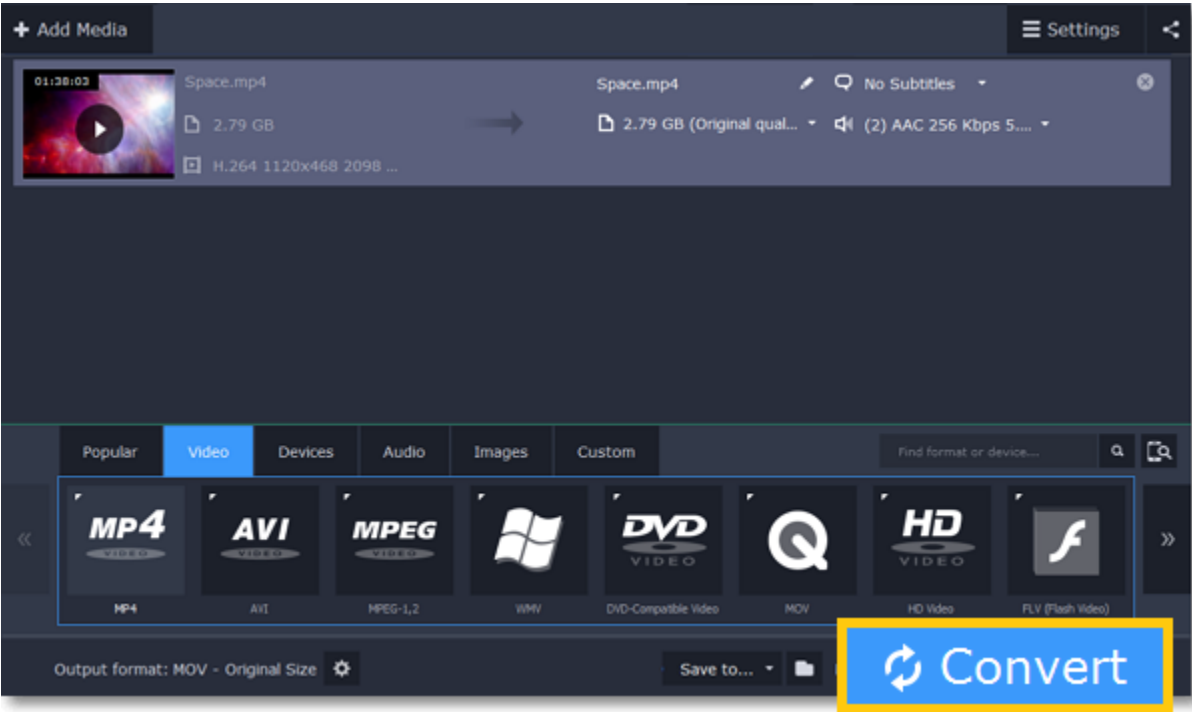 Add Media
Settings
01:38:03
Space.mp4
Space.mp4
No Subtitles
2.79 GB
2.79 GB (Original qual...
(2) AAC 256 Kbps 5....
H.264 1120x468 2098 ...
Popular
Video
Devices
Audio
Images
Custom
Find format or device....
MP4
VIDEO
AVI
VIDEO
MPEG
VIDEO
DVD
VIDEO
HD
VIDEO
MP4
AVI
MPEG-1,2
WMV
DVD-Compatible Video
MOV
HD Video
FLV (Flash Video)
Output format: MOV - Original Size
Save to...
Convert